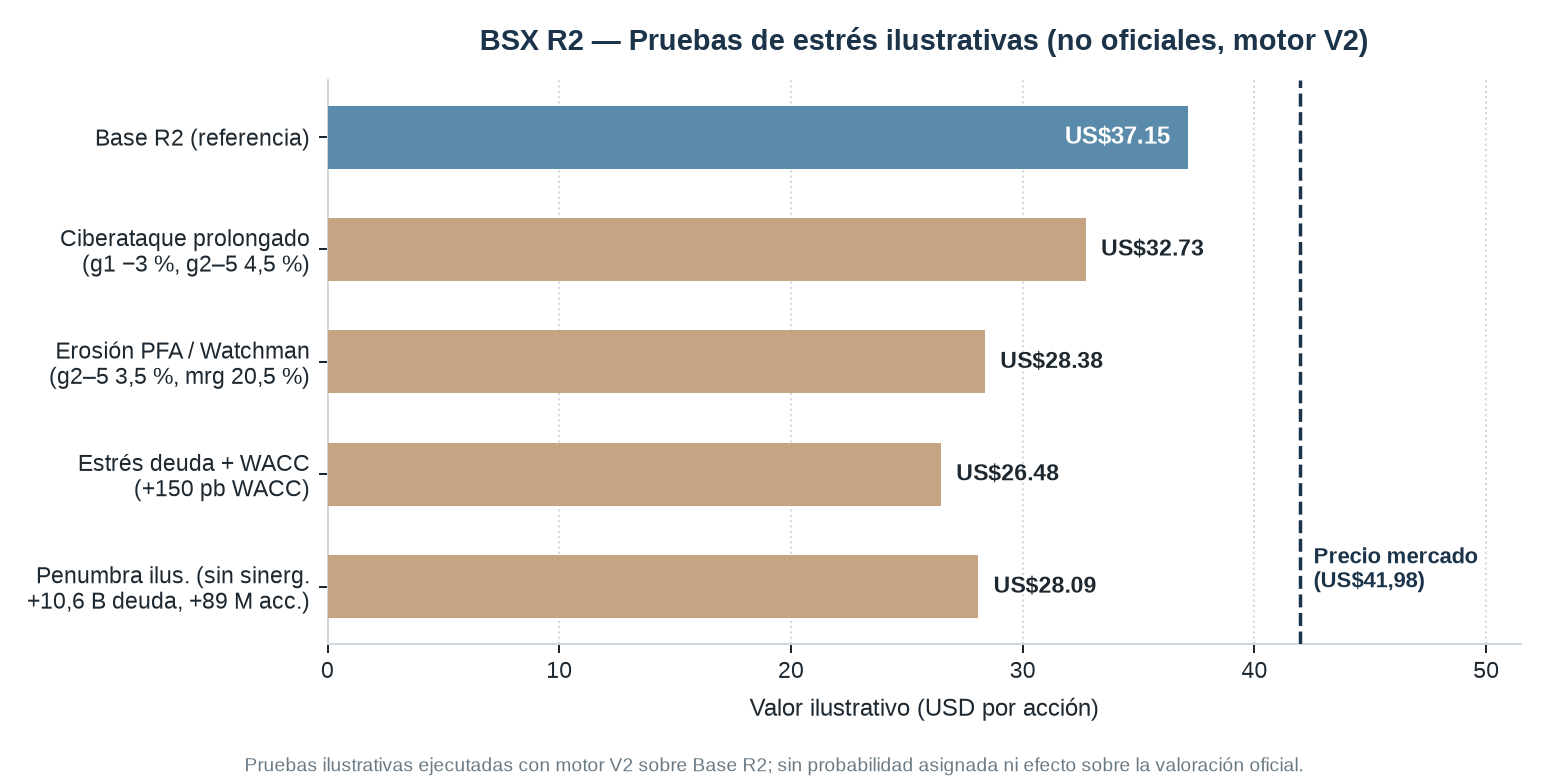 BSX R2 — Pruebas de estrés ilustrativas (no oficiales, motor V2)
Base R2 (referencia)
US$37.15
Ciberataque prolongado
(g1 −3 %, g2–5 4,5 %)
US$32.73
Erosión PFA / Watchman
(g2–5 3,5 %, mrg 20,5 %)
US$28.38
Estrés deuda + WACC
(+150 pb WACC)
US$26.48
Penumbra ilus. (sin sinerg.
+10,6 B deuda, +89 M acc.)
US$28.09
Precio mercado
(US$41,98)
0 10 20 30 40 50
Valor ilustrativo (USD por acción)
Pruebas ilustrativas ejecutadas con motor V2 sobre Base R2; sin probabilidad asignada ni efecto sobre la valoración oficial.